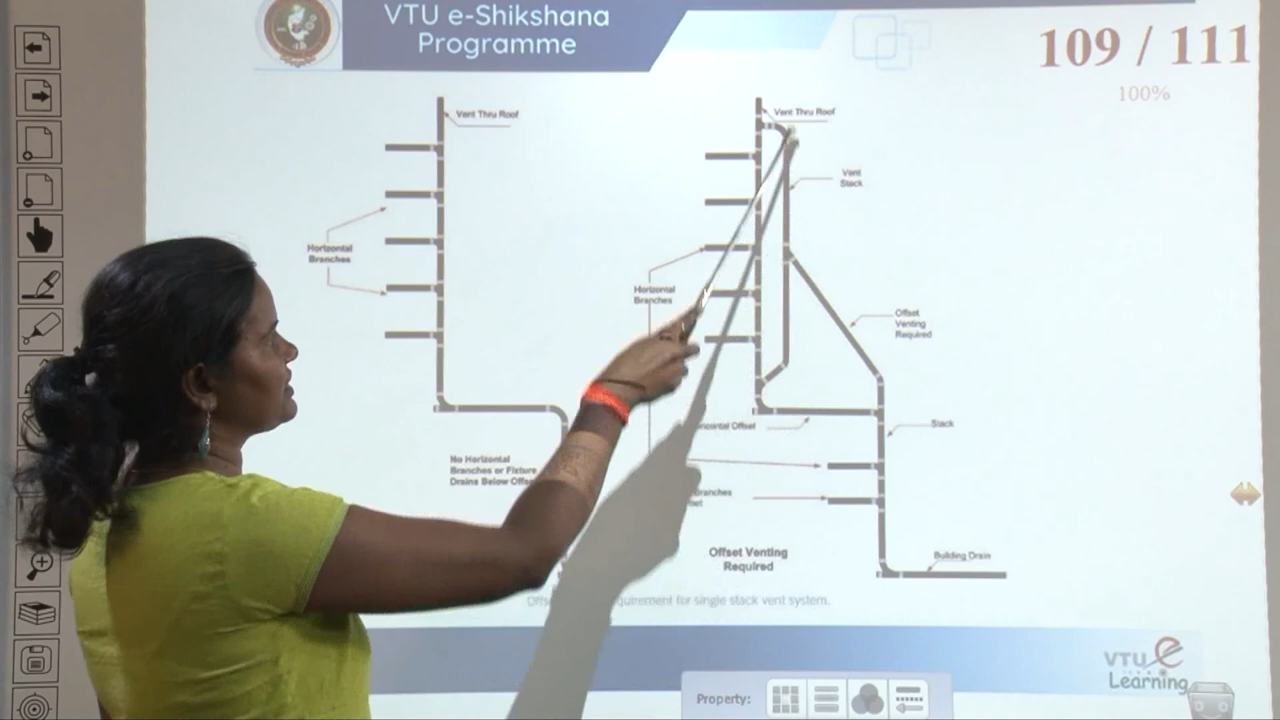 VTU e-Shikshana
Programme
109 / 111
100%
Vent Thru Roof
Horizontal
Branches
No Horizontal
Branches or Fixture
Drains Below
Vent Thru Roof
Vent
Stack
Horizontal
Branches
Offset
Venting
Required
Offset
Stack
Branches
Building Drain
Offset Venting
Required
for single stack vent system.
VTU e
Learning
Property: